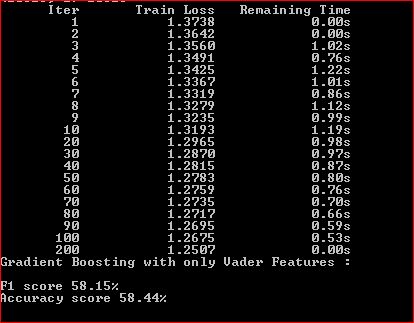 Iter Train Loss Remaining Time
1 1.3738 0.00s
2 1.3642 0.00s
3 1.3560 1.02s
4 1.3491 0.76s
5 1.3425 1.22s
6 1.3367 1.01s
7 1.3319 0.86s
8 1.3279 1.12s
9 1.3235 0.99s
10 1.3193 1.19s
20 1.2965 0.98s
30 1.2870 0.97s
40 1.2815 0.87s
50 1.2783 0.80s
60 1.2759 0.76s
70 1.2735 0.70s
80 1.2717 0.66s
90 1.2695 0.59s
100 1.2675 0.53s
200 1.2507 0.00s
Gradient Boosting with only Vader Features :
F1 score 58.15%
Accuracy score 58.44%